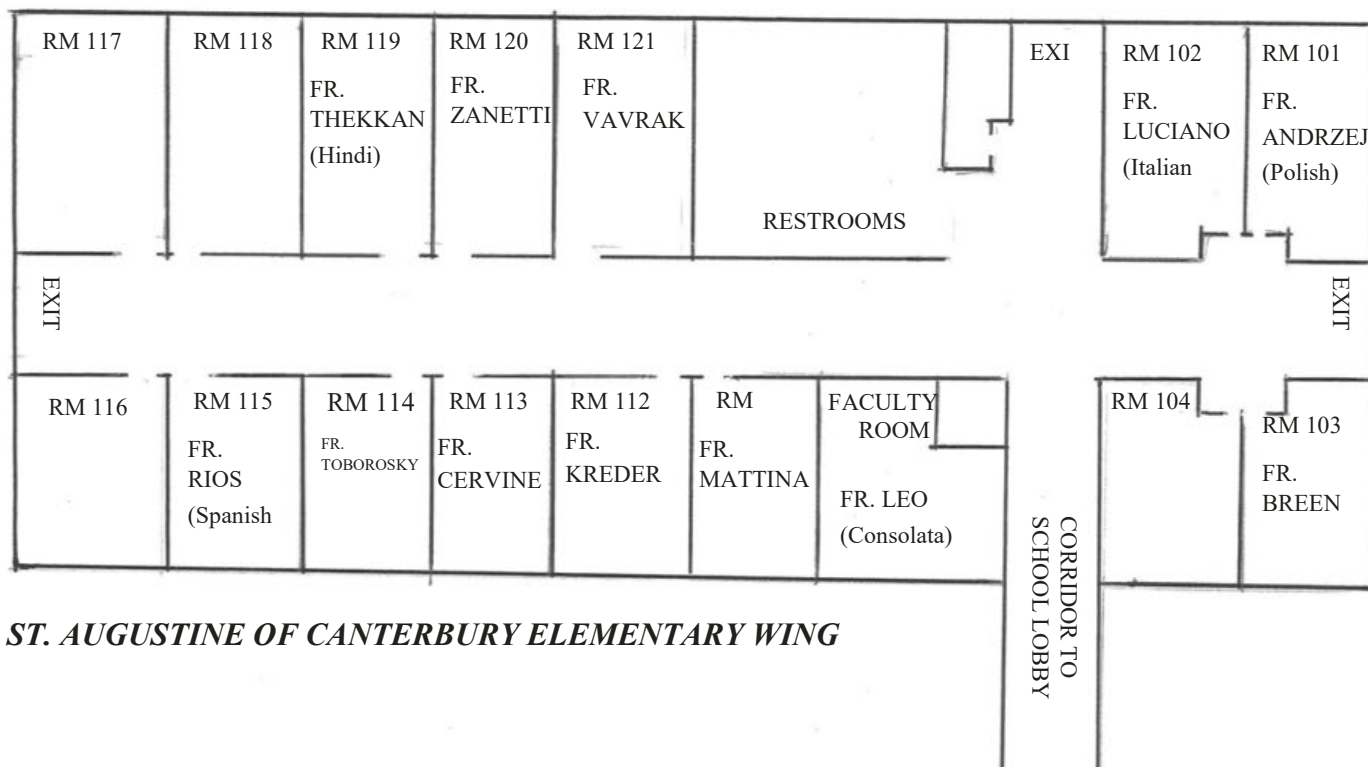 RM 117
RM 118
RM 119
FR.
THEKKAN
(Hindi)
RM 120
FR.
ZANETTI
RM 121
FR.
VAVRAK
RESTROOMS
EXI
RM 102
FR.
LUCIANO
(Italian
RM 101
FR.
ANDRZEJ
(Polish)
EXIT
EXIT
RM 116
RM 115
FR.
RIOS
(Spanish
RM 114
FR.
TOBOROSKY
RM 113
FR.
CERVINE
RM 112
FR.
KREDER
RM
FR.
MATTINA
FACULTY
ROOM
FR. LEO
(Consolata)
CORRIDOR TO
SCHOOL LOBBY
RM 104
RM 103
FR.
BREEN
ST. AUGUSTINE OF CANTERBURY ELEMENTARY WING